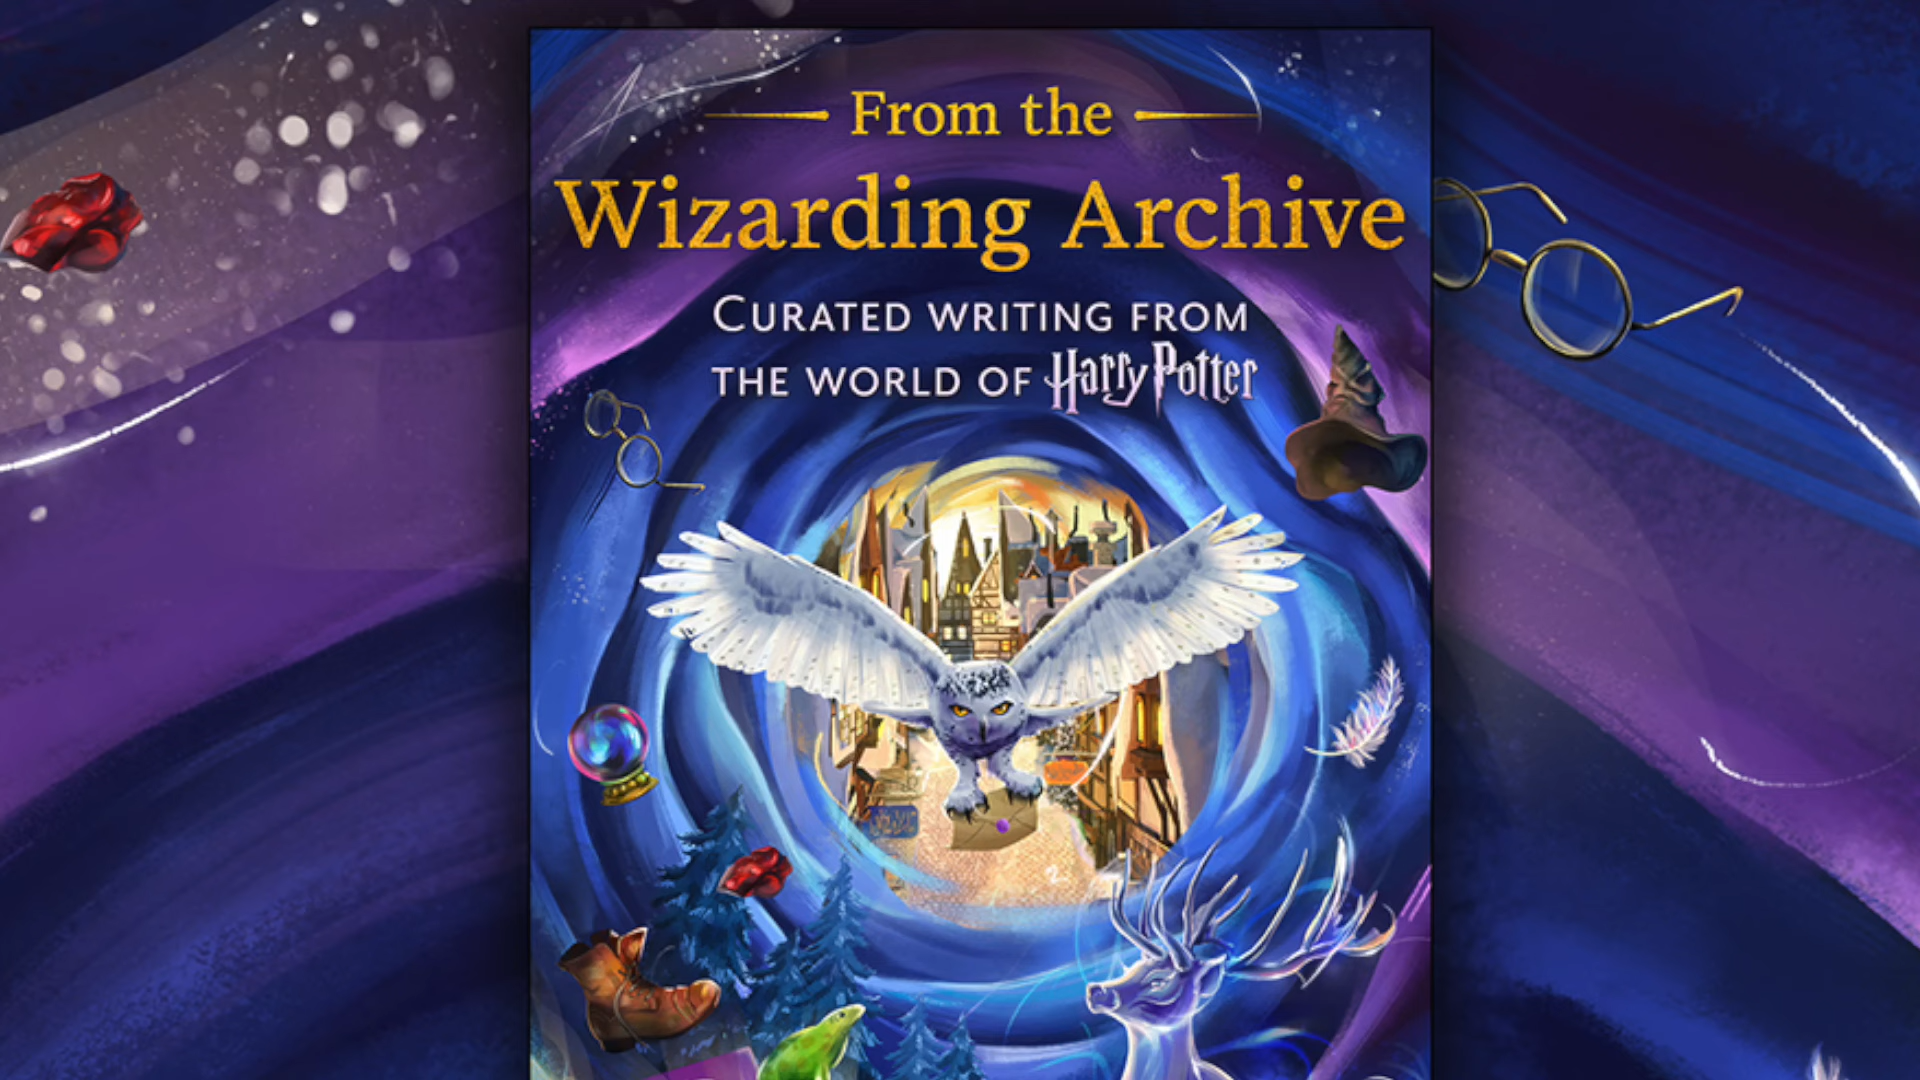 From the
Wizarding Archive
CURATED WRITING FROM
THE WORLD OF Harry Potter